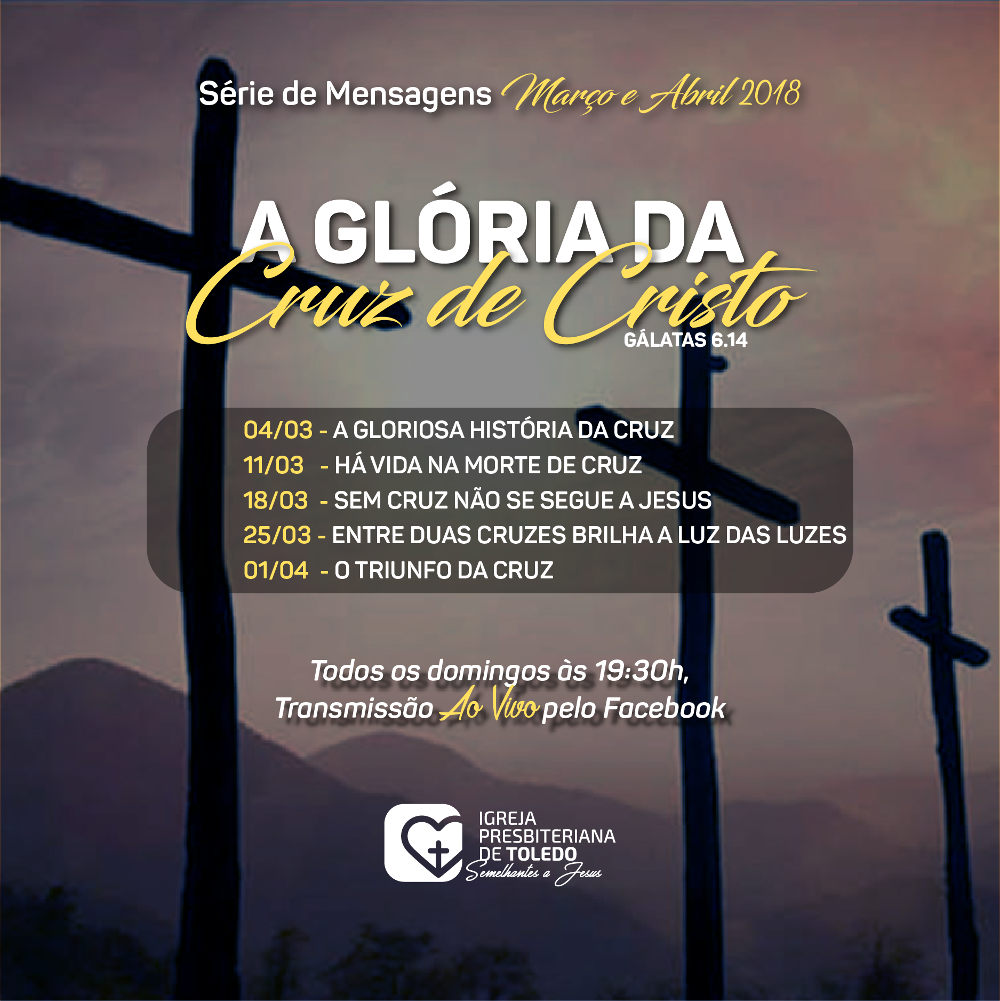 Série de Mensagens Março e Abril 2018
A GLÓRIA DA
Cruz de Cristo
GÁLATAS 6.14
04/03 - A GLORIOSA HISTÓRIA DA CRUZ
11/03 - HÁ VIDA NA MORTE DE CRUZ
18/03 - SEM CRUZ NÃO SE SEGUE A JESUS
25/03 - ENTRE DUAS CRUZES BRILHA A LUZ DAS LUZES
01/04 - O TRIUNFO DA CRUZ
Todos os domingos às 19:30h,
Transmissão Ao Vivo pelo Facebook
IGREJA
PRESBITERIANA
DE TOLEDO
Semelhantes a Jesus